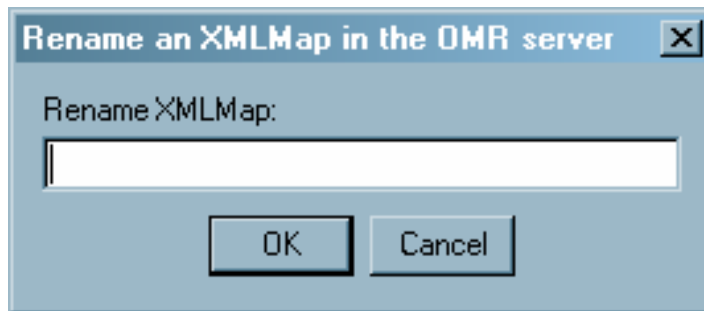 Rename an XMLMap in the OMR server
Rename XMLMap:
OK
Cancel